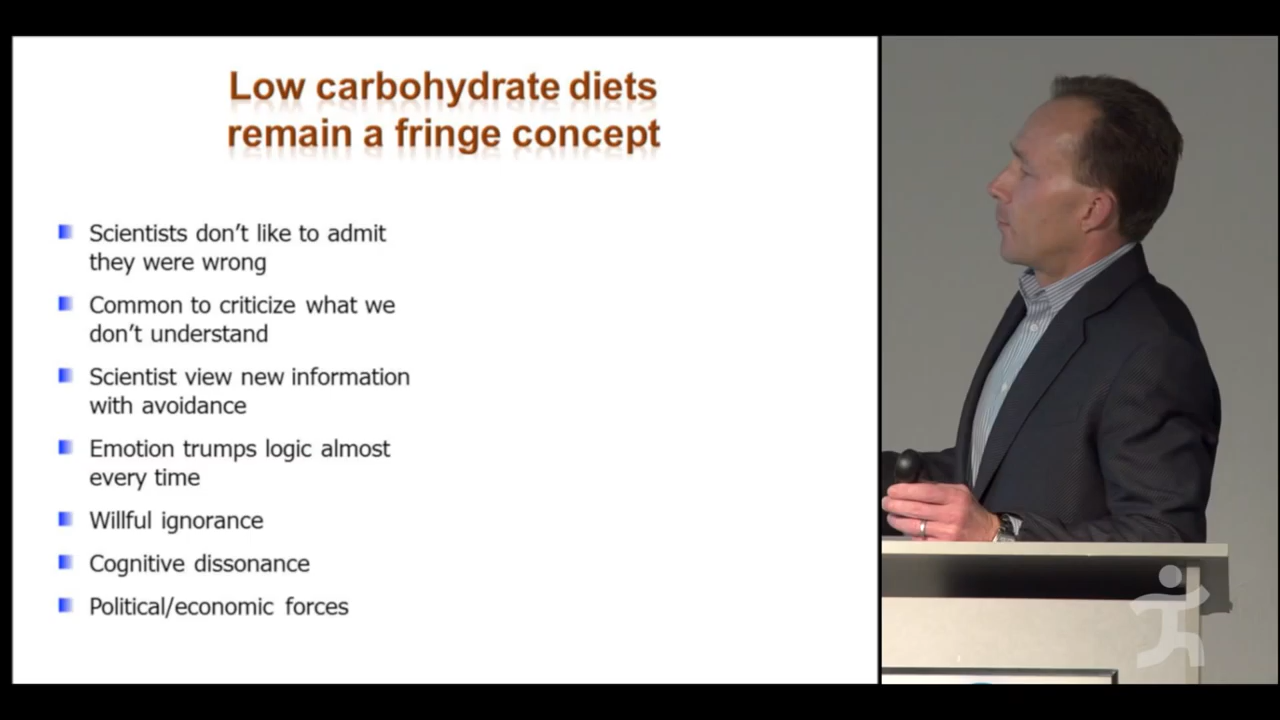 Low carbohydrate diets
remain a fringe concept
Scientists don't like to admit
they were wrong
Common to criticize what we
don't understand
Scientist view new information
with avoidance
Emotion trumps logic almost
every time
Willful ignorance
Cognitive dissonance
Political/economic forces